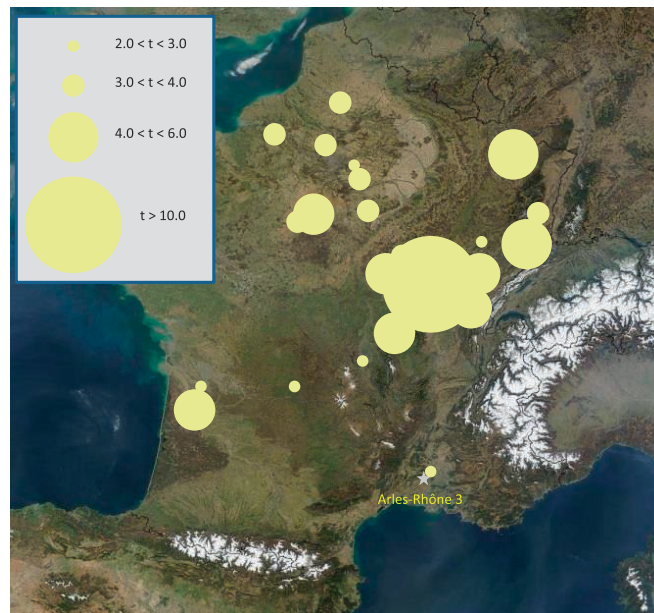 2.0 < t < 3.0
3.0 < t < 4.0
4.0 < t < 6.0
t > 10.0
Arles-Rhône 3